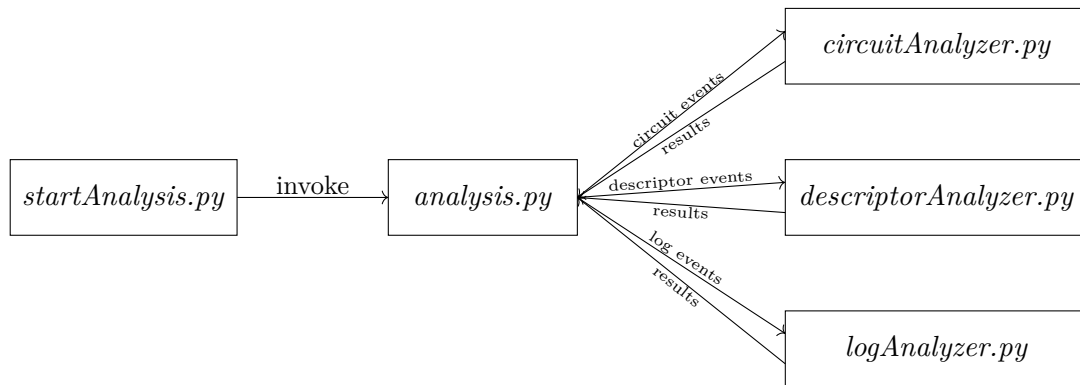 circuitAnalyzer.py
circuit events
results
startAnalysis.py
invoke
analysis.py
descriptor events
results
descriptorAnalyzer.py
log events
results
logAnalyzer.py